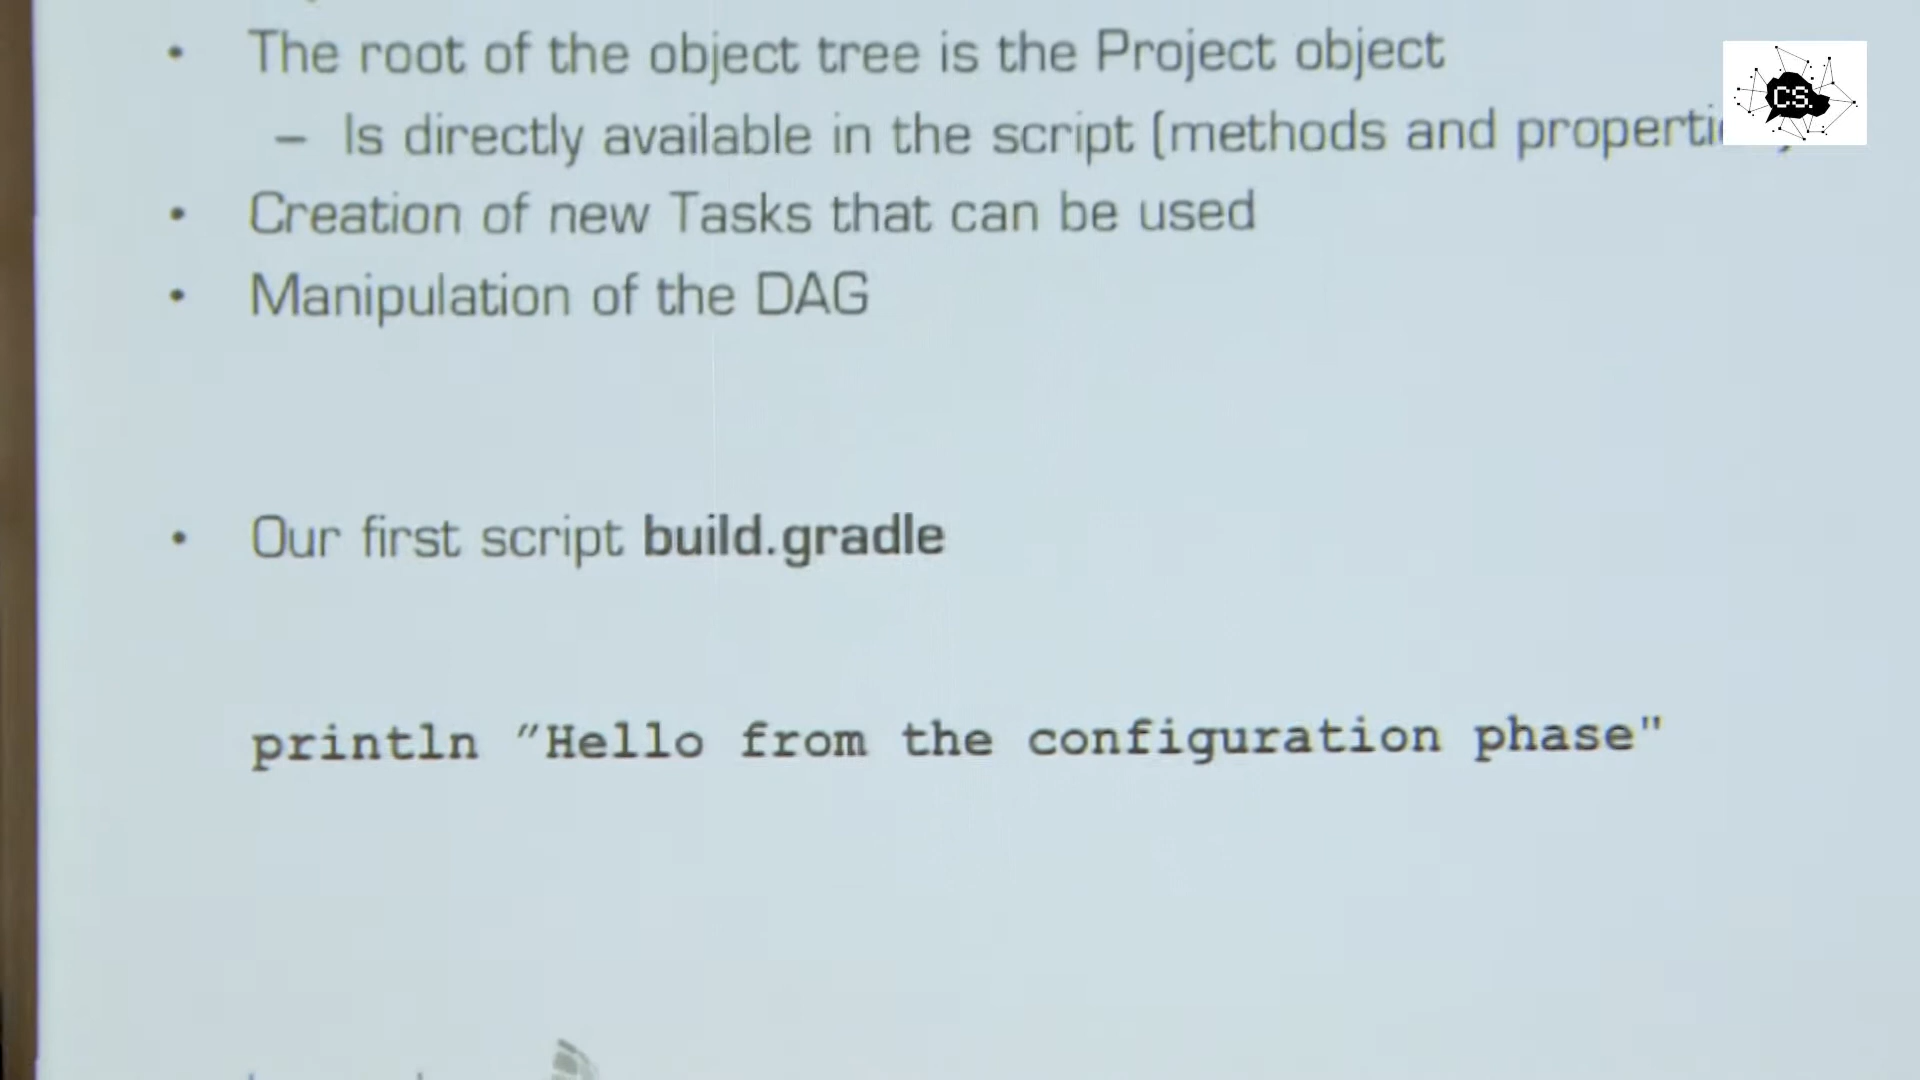 • The root of the object tree is the Project object
– Is directly available in the script (methods and
CS.
• Creation of new Tasks that can be used
• Manipulation of the DAG
• Our first script build.gradle
println "Hello from the configuration phase"